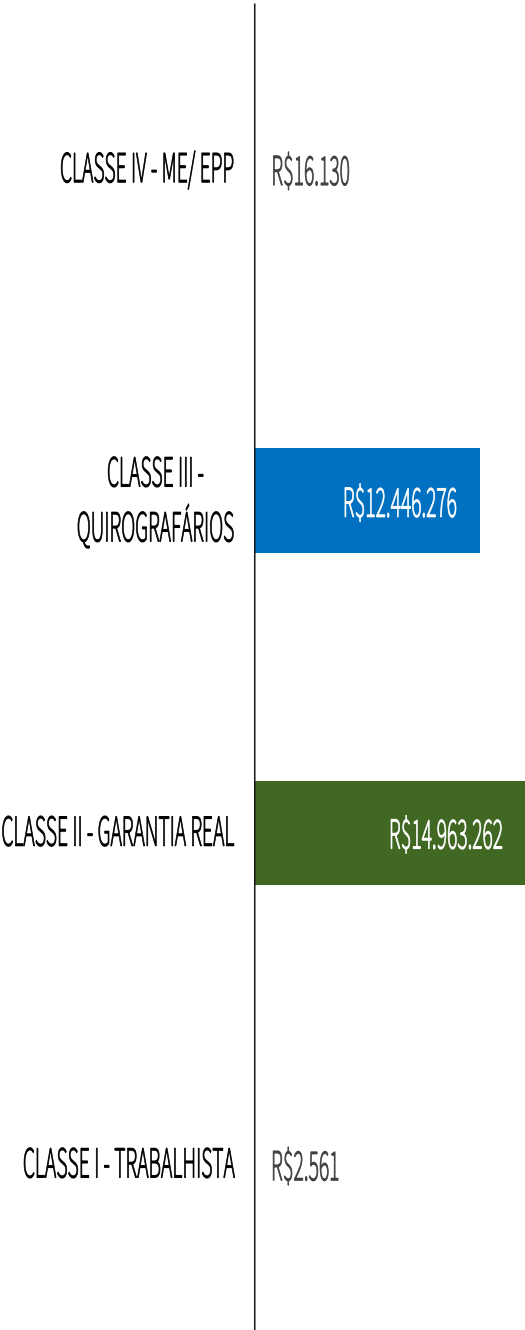 CLASSE IV - ME/ EPP R$16.130
CLASSE III -
QUIROGRAFÁRIOS
R$12.446.276
CLASSE II - GARANTIA REAL R$14.963.262
CLASSE I - TRABALHISTA R$2.561